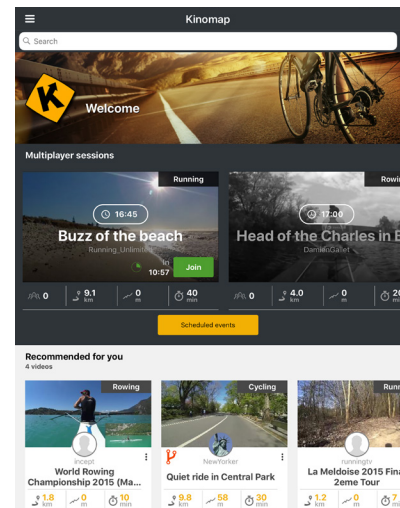 Kinomap
Search
Welcome
Multiplayer sessions
Running
16:45
Buzz of the beach
Running_Unlimited
in
10:57
Join
0
9.1
km
0
m
40
min
17:00
Head of the Charles in
DamienGallet
0
4.0
km
0
m
min
Scheduled events
Recommended for you
4 videos
Rowing
incept
World Rowing
Championship 2015 (Ma...
1.8
km
0
m
10
min
Cycling
NewYorker
Quiet ride in Central Park
9.8
km
58
m
30
min
runningtv
La Meldoise 2015
2eme Tour
1.2
km
0
m
7
min